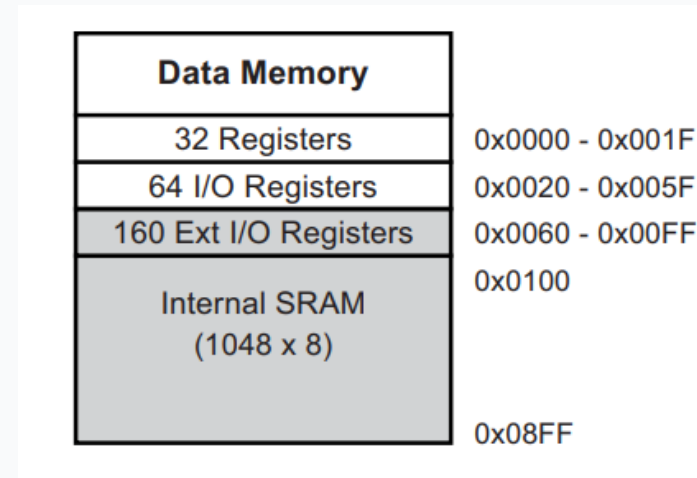 Data Memory
32 Registers 0x0000 - 0x001F
64 I/O Registers 0x0020 - 0x005F
160 Ext I/O Registers 0x0060 - 0x00FF
0x0100
Internal SRAM
(1048 x 8)
0x08FF